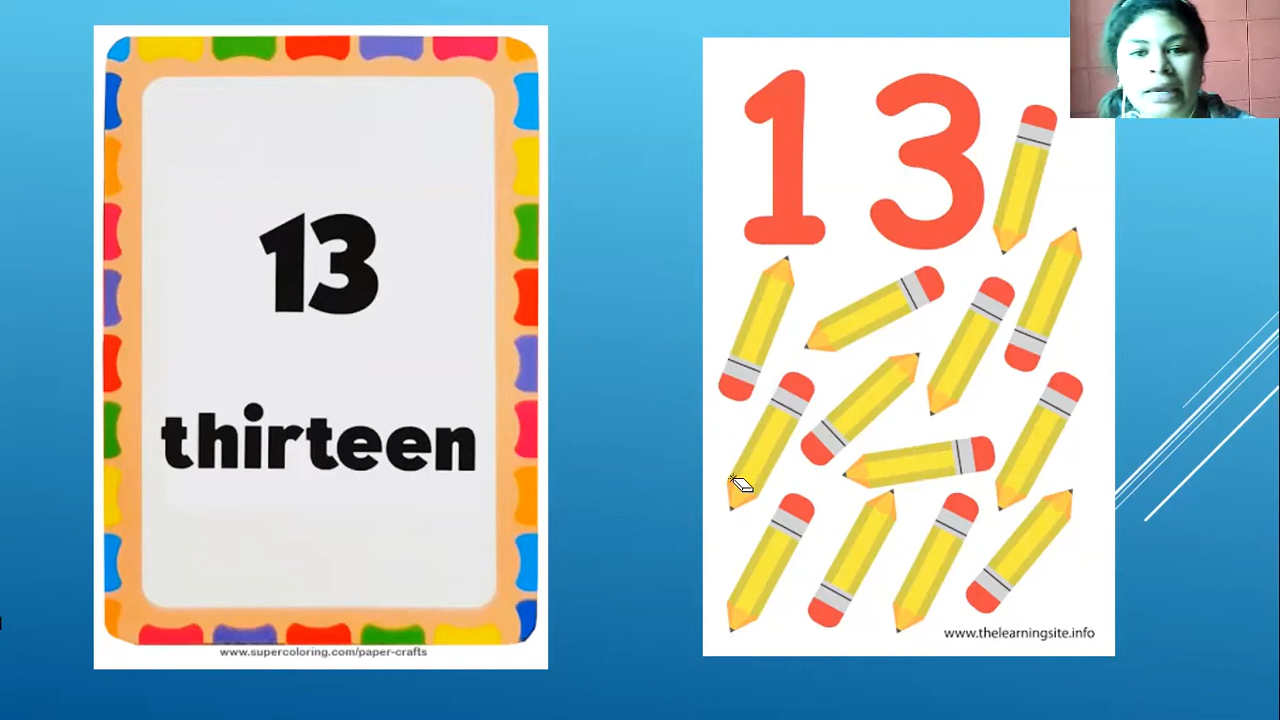 13
thirteen
www.supercoloring.com/paper-crafts
13
www.thelearningsite.info